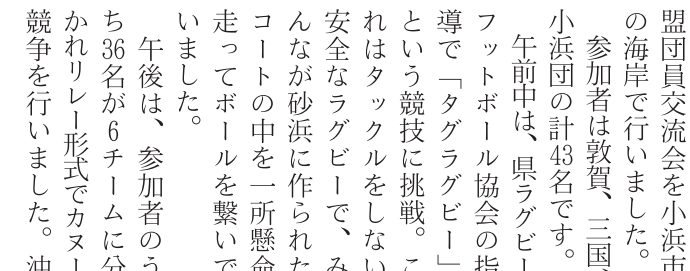 盟団員交流会を小浜市
の海岸で行いました。
参加者は敦賀、三国、
小浜団の計43名です。
午前中は、県ラグビー
フットボール協会の指
導で「タグラグビー」
という競技に挑戦。こ
れはタックルをしない
安全なラグビーで、み
んなが砂浜に作られた
コートの中を一所懸命
走ってボールを繋いで
いました。
午後は、参加者のう
ち36名が6チームに分
かれリレー形式でカヌー
競争を行いました。沖